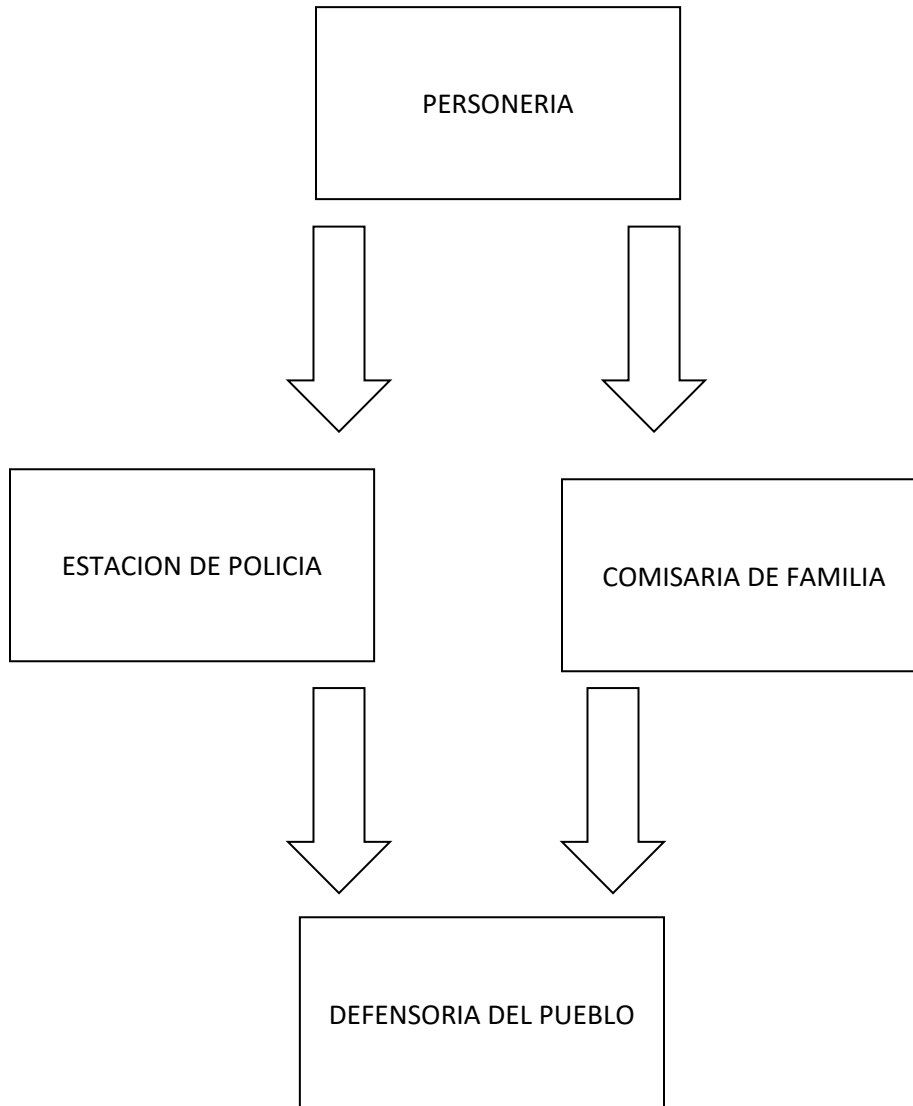 PERSONERIA
ESTACION DE POLICIA
COMISARIA DE FAMILIA
DEFENSORIA DEL PUEBLO